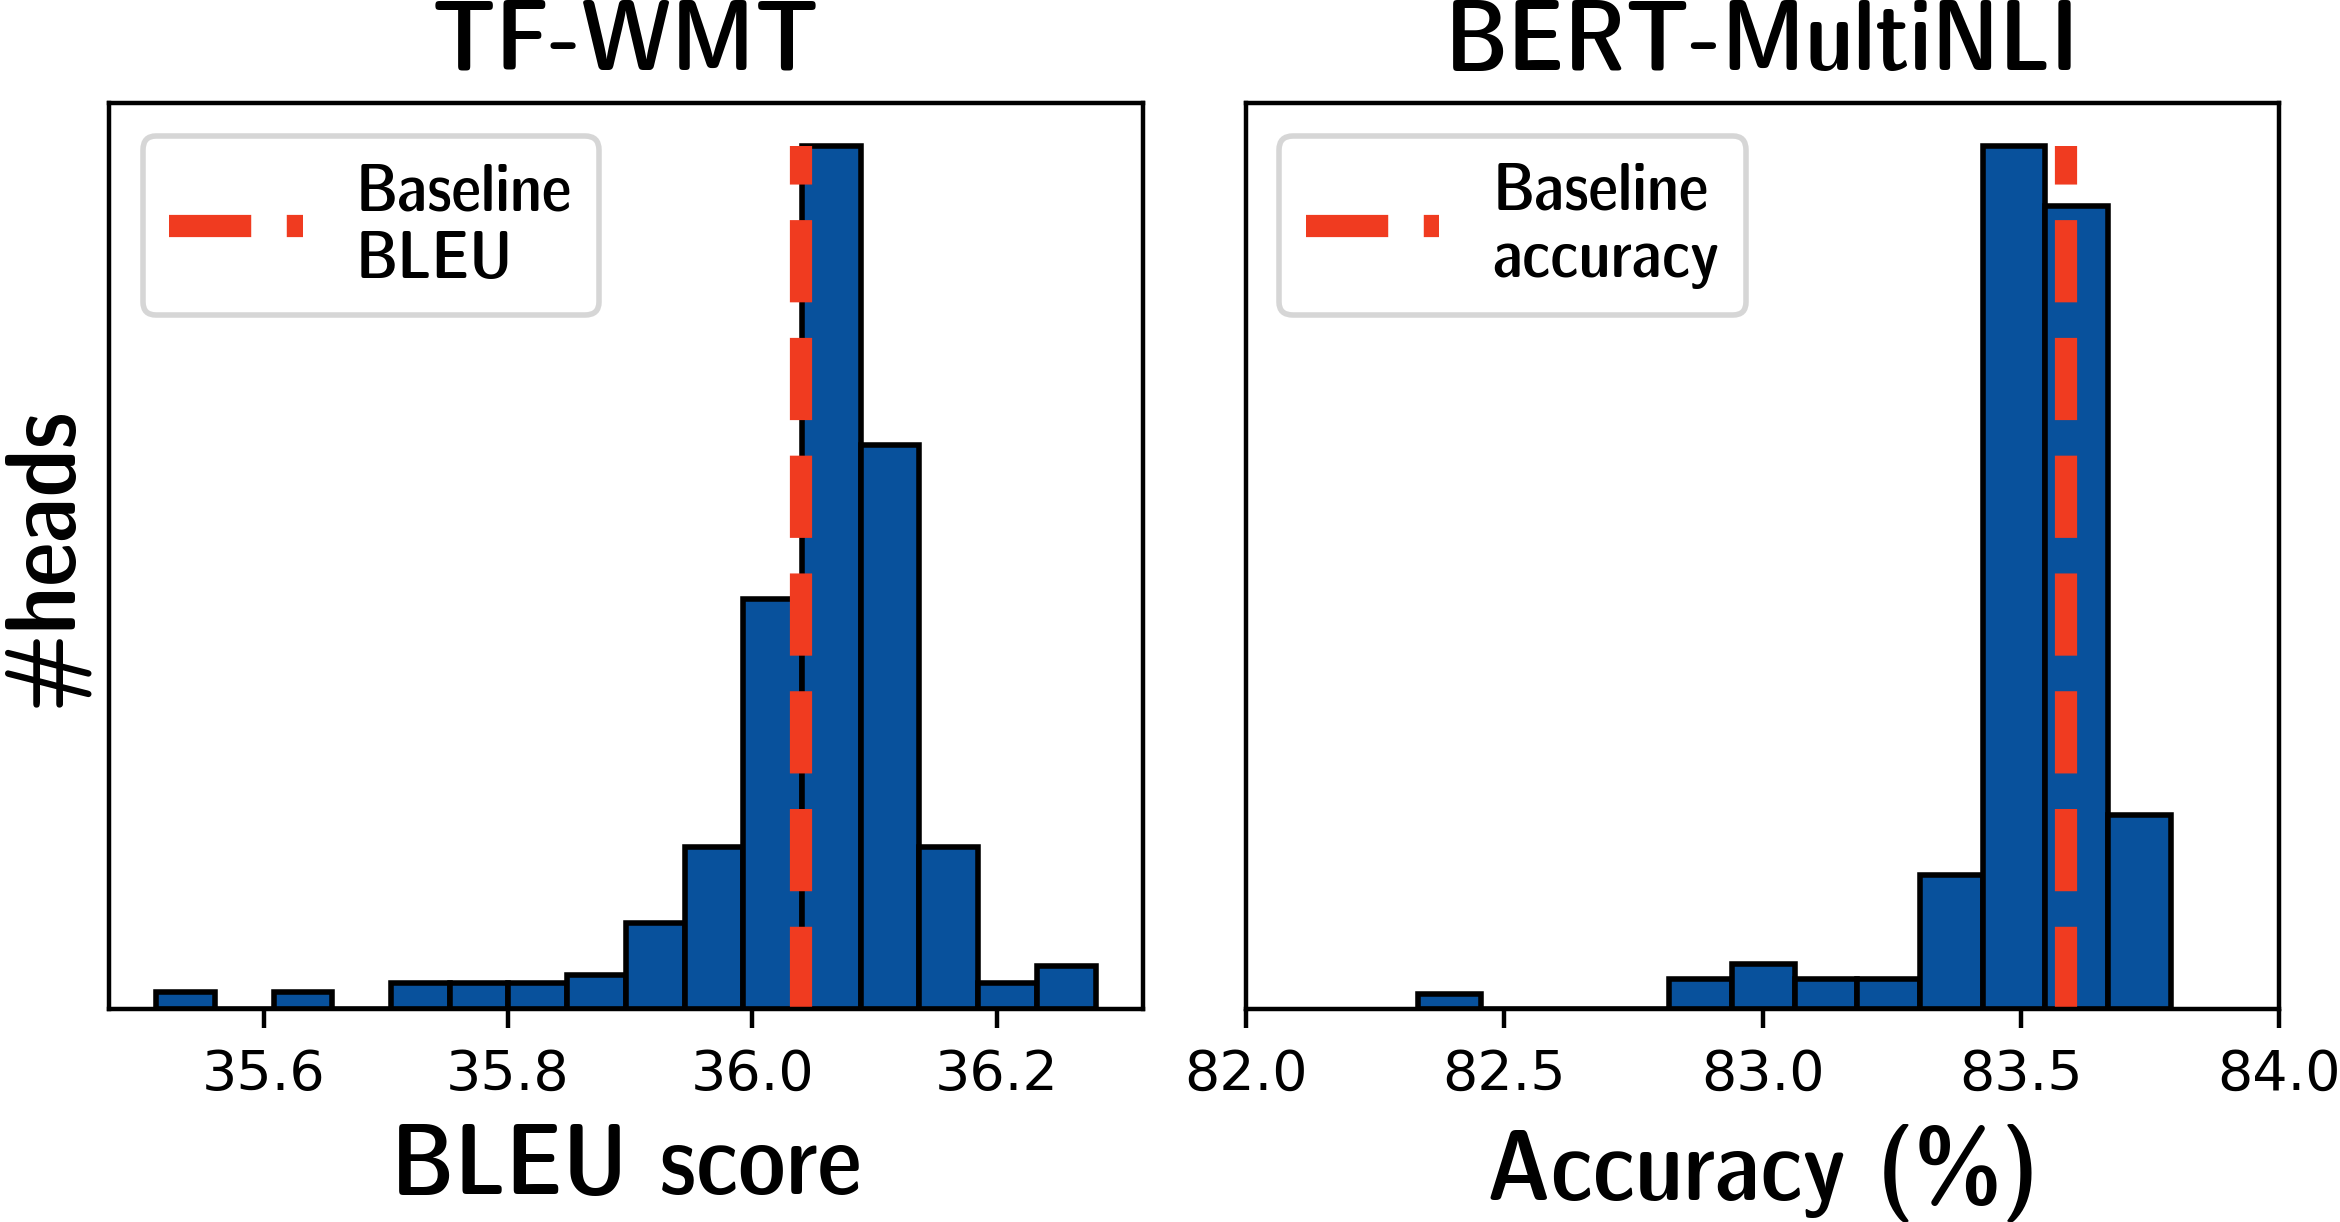 TF-WMT
Baseline
BLEU
#heads
35.6 35.8 36.0 36.2
BLEU score
BERT-MultiNLI
Baseline
accuracy
82.0 82.5 83.0 83.5 84.0
Accuracy (%)